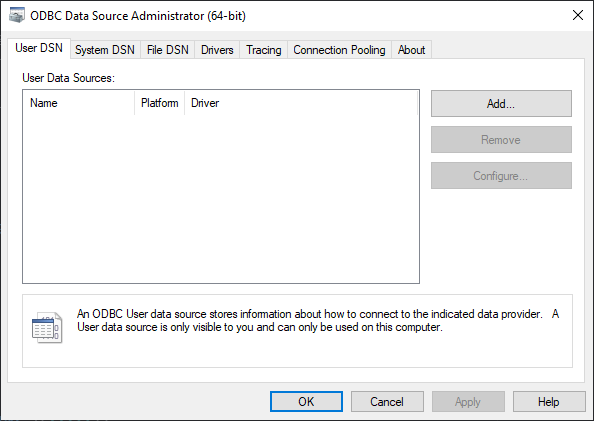 ODBC Data Source Administrator (64-bit)
User DSN System DSN File DSN Drivers Tracing Connection Pooling About
User Data Sources:
Name Platform Driver
Add...
Remove
Configure...
An ODBC User data source stores information about how to connect to the indicated data provider. A
User data source is only visible to you and can only be used on this computer.
OK Cancel Apply Help